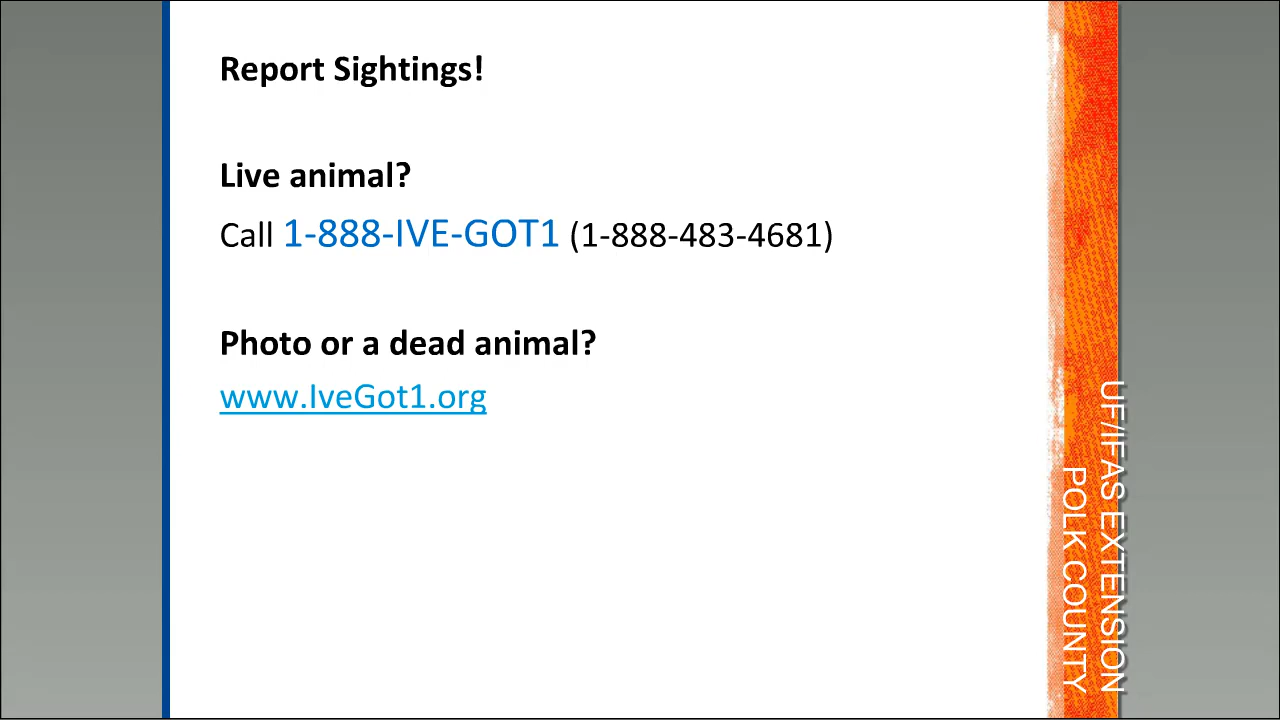 Report Sightings!
Live animal?
Call 1-888-IVE-GOT1 (1-888-483-4681)
Photo or a dead animal?
www.IveGot1.org
UF/IFAS EXTENSION
POLK COUNTY